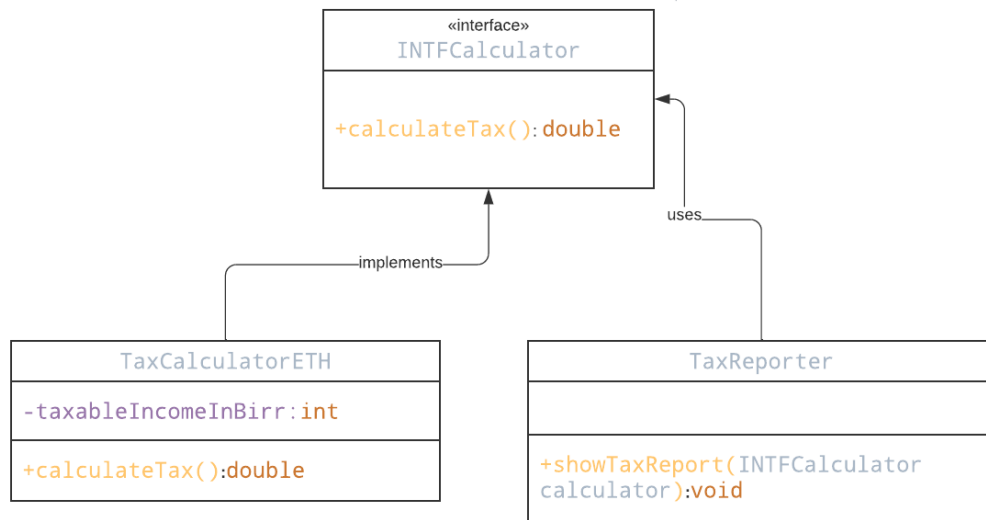 «interface»
INTFCalculator
+calculateTax(): double
uses
implements
TaxCalculatorETH
-taxableIncomeInBirr: int
+calculateTax():double
TaxReporter
+showTaxReport(INTFCalculator
calculator):void